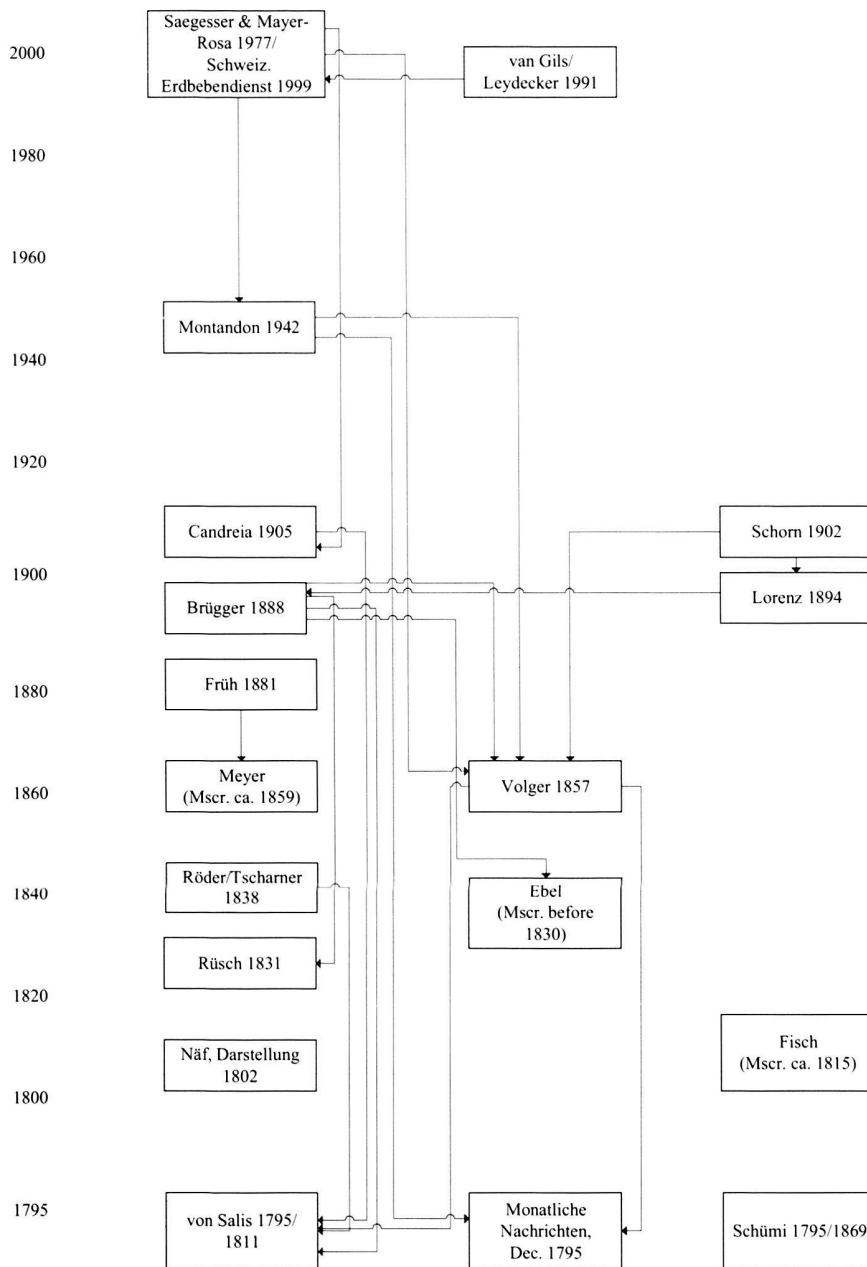 Saegesser & Mayer-
Rosa 1977/
Schweiz.
Erdbebendienst 1999
2000
van Gils/
Leydecker 1991
1980
1960
Montandon 1942
1940
1920
Candreia 1905
Schorn 1902
1900
Brügger 1888
Lorenz 1894
Früh 1881
1880
Meyer
(Mscr. ca. 1859)
Volger 1857
1860
Röder/Tscharner
1838
1840
Ebel
(Mscr. before
1830)
Rüsch 1831
1820
Näf, Darstellung
1802
Fisch
(Mscr. ca. 1815)
1800
1795
von Salis 1795/
1811
Monatliche
Nachrichten,
Dec. 1795
Schümi 1795/1869